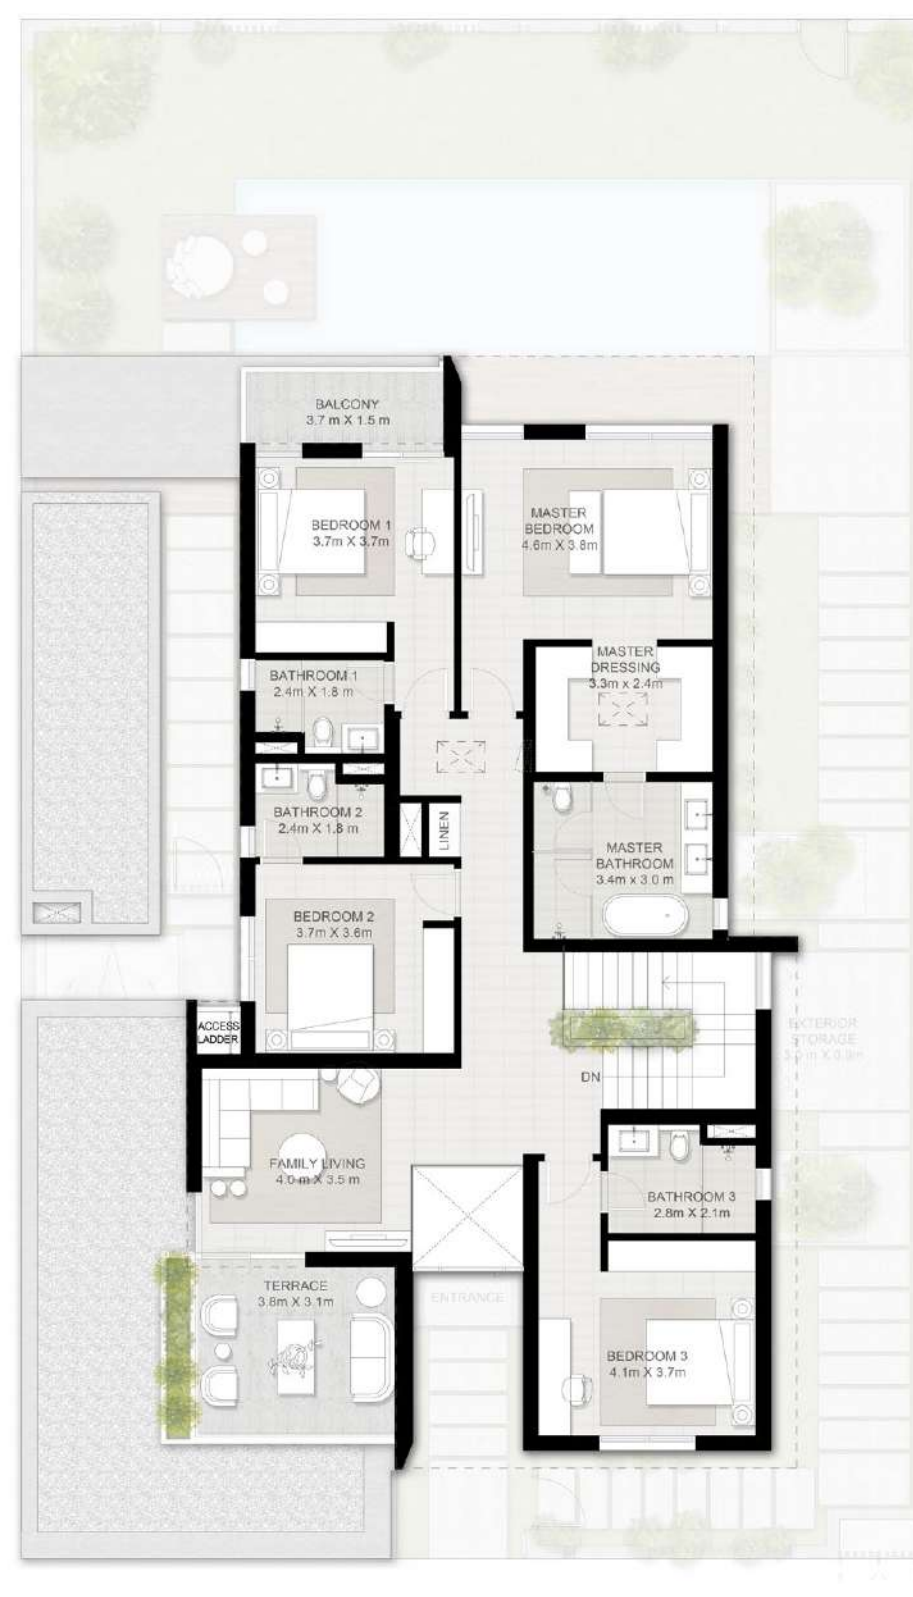 BALCONY
3.7 m X 1.5 m
BEDROOM 1
3.7m X 3.7m
MASTER
BEDROOM
4.6m X 3.8m
MASTER
DRESSING
3.3m x 2.4m
BATHROOM 1
2.4m X 1.8 m
BATHROOM 2
2.4m X 1.8 m
LINEN
MASTER
BATHROOM
3.4m x 3.0 m
BEDROOM 2
3.7m X 3.6m
ACCESS
LADDER
EXTERIOR
STORAGE
DN
FAMILY LIVING
4.0 m X 3.5 m
BATHROOM 3
2.8m X 2.1m
TERRACE
3.8m X 3.1m
ENTRANCE
BEDROOM 3
4.1m X 3.7m